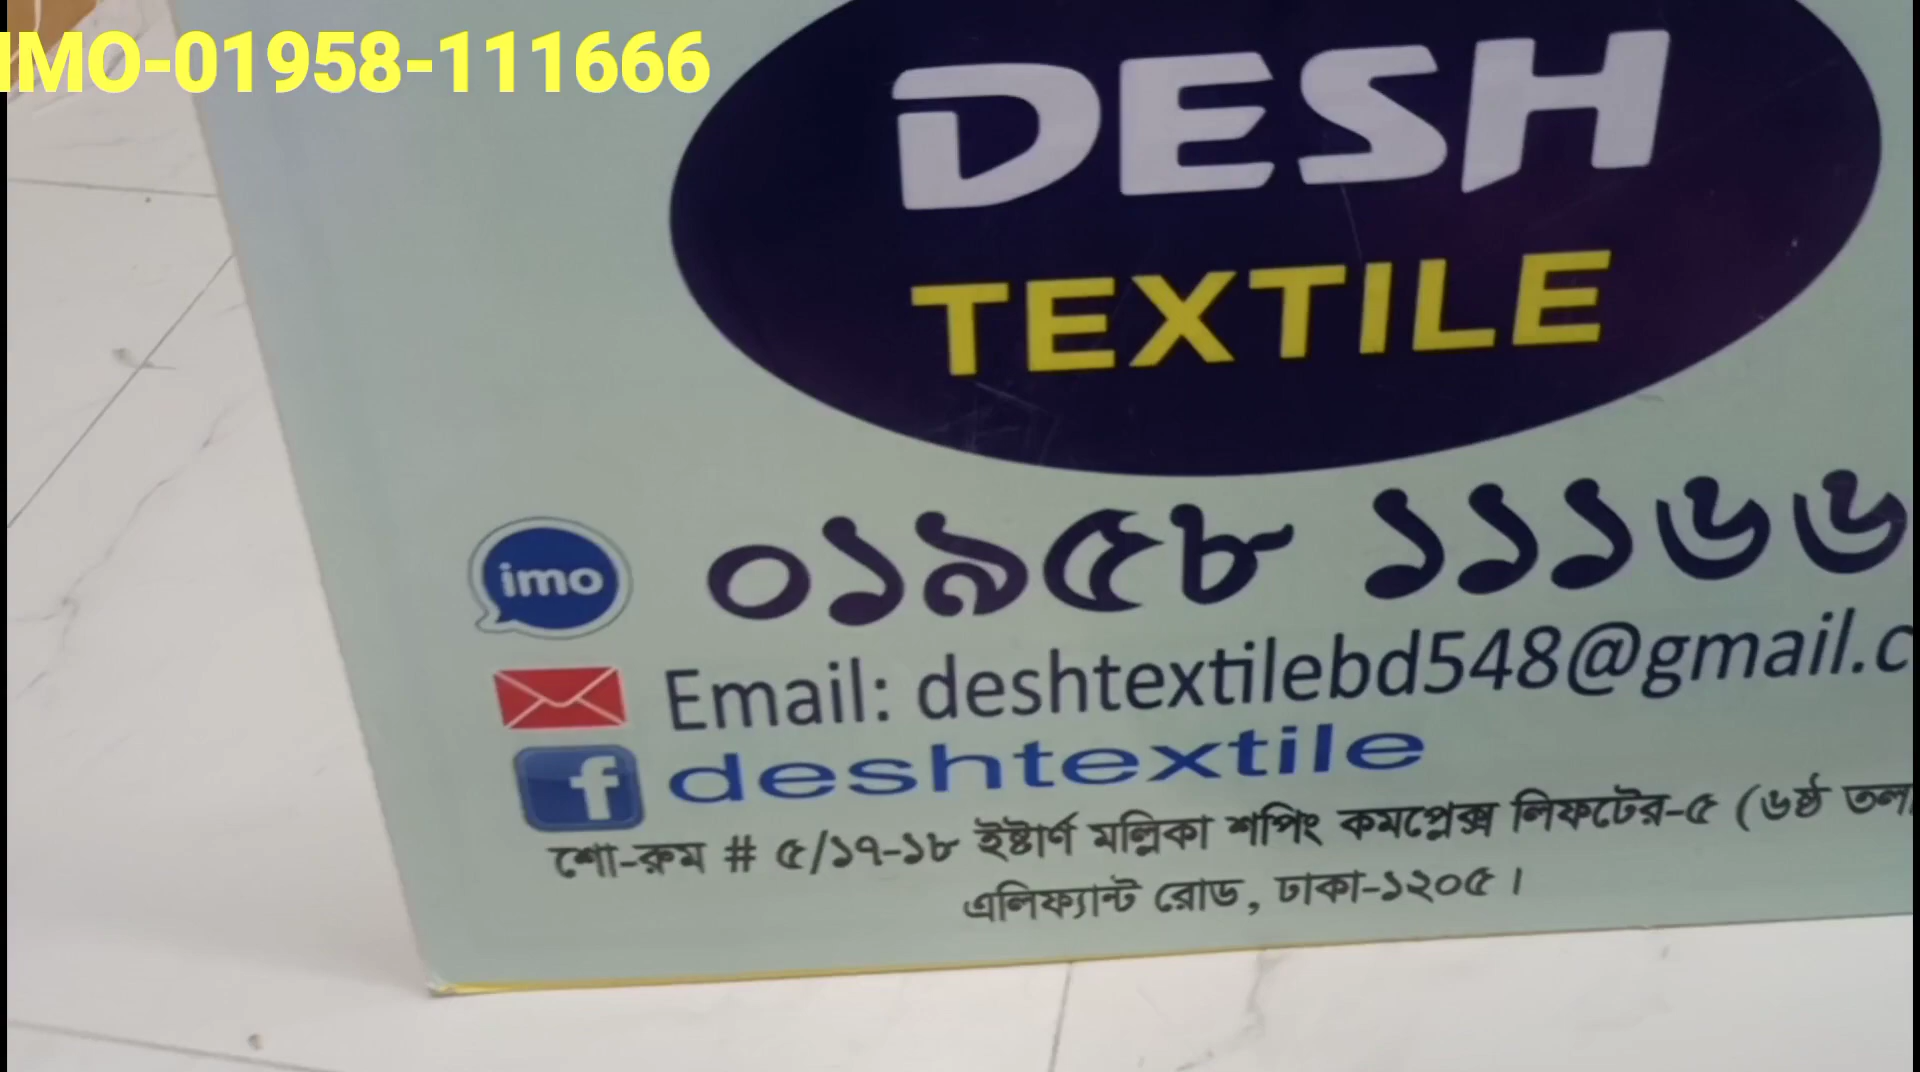 IMO-01958-111666
DESH
TEXTILE
imo ০১৯৫৮ ১১১৬৬
Email: deshtextilebd548@gmail.c
f deshtextile
শো-রুম # ৫/১৭-১৮ ইষ্টার্ণ মল্লিকা শপিং কমপ্লেক্স লিফটের-৫ (৬ষ্ঠ তলা
এলিফ্যান্ট রোড, ঢাকা-১২০৫।